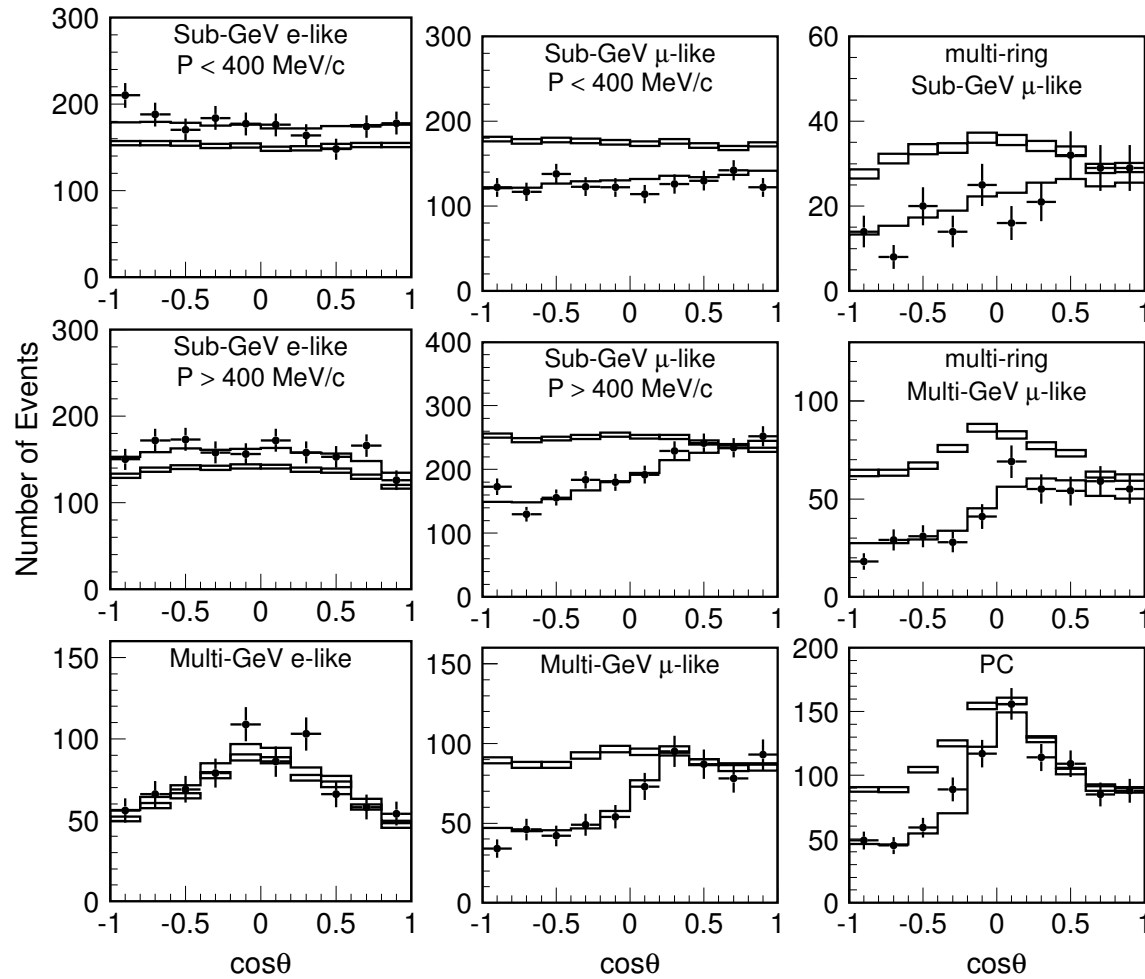 Number of Events
Sub-GeV e-like
P < 400 MeV/c
300
200
100
0
-1 -0.5 0 0.5 1
Sub-GeV μ-like
P < 400 MeV/c
300
200
100
0
-1 -0.5 0 0.5 1
multi-ring
Sub-GeV μ-like
60
40
20
0
-1 -0.5 0 0.5 1
Sub-GeV e-like
P > 400 MeV/c
300
200
100
0
-1 -0.5 0 0.5 1
Sub-GeV μ-like
P > 400 MeV/c
400
300
200
100
0
-1 -0.5 0 0.5 1
multi-ring
Multi-GeV μ-like
100
50
0
-1 -0.5 0 0.5 1
Multi-GeV e-like
150
100
50
0
-1 -0.5 0 0.5 1
cosθ
Multi-GeV μ-like
150
100
50
0
-1 -0.5 0 0.5 1
cosθ
PC
200
150
100
50
0
-1 -0.5 0 0.5 1
cosθ